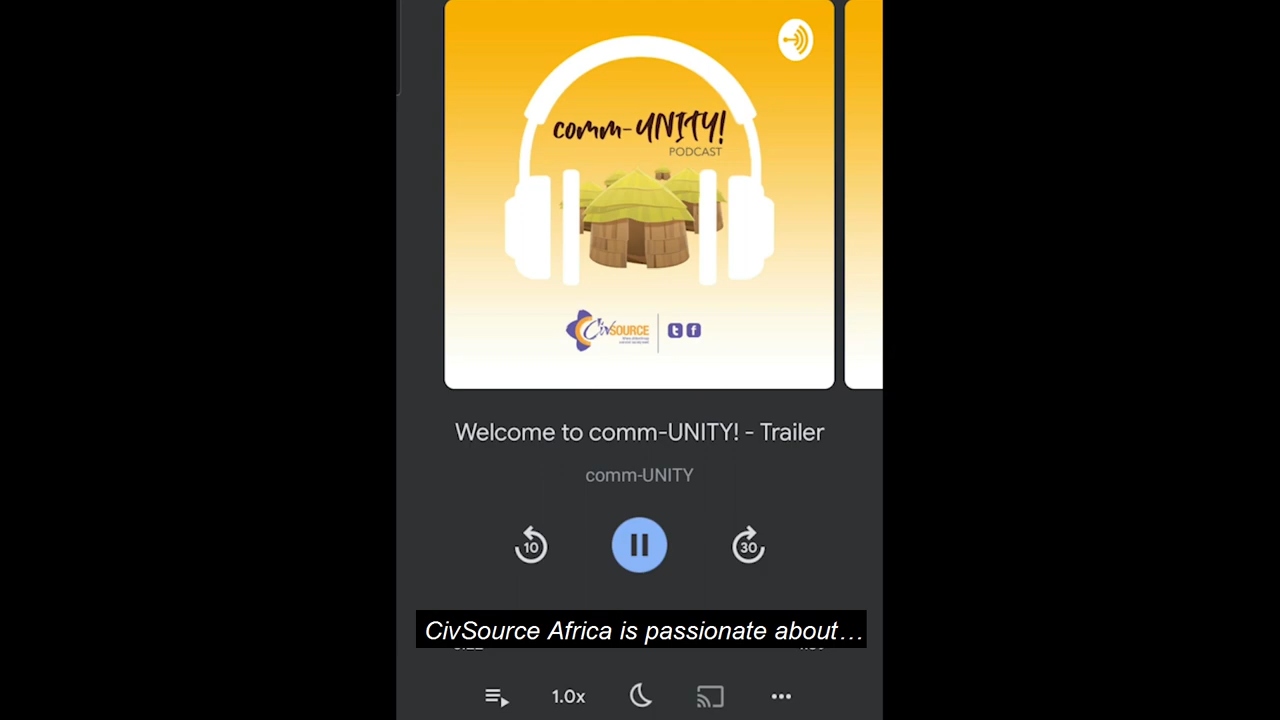 comm-UNITY!
PODCAST
CivSOURCE
Welcome to comm-UNITY! - Trailer
comm-UNITY
10
30
CivSource Africa is passionate about…
1.0x